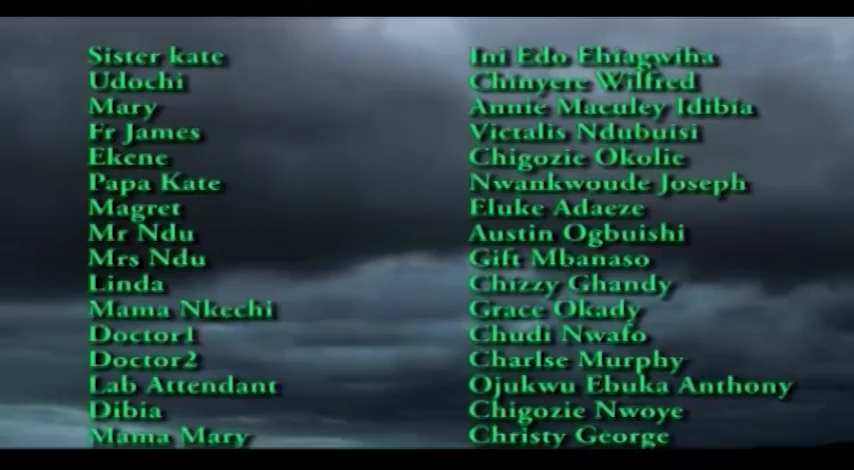 Sister kate Ini Edo Ehiagwiha
Udochi Chinyere Wilfred
Mary Annie Maculey Idibia
Fr James Victalis Ndubuisi
Ekene Chigozie Okolie
Papa Kate Nwankwoude Joseph
Magret Eluke Adaeze
Mr Ndu Austin Ogbuishi
Mrs Ndu Gift Mbanaso
Linda Chizzy Ghandy
Mama Nkechi Grace Okady
Doctor1 Chudi Nwafo
Doctor2 Charlse Murphy
Lab Attendant Ojukwu Ebuka Anthony
Dibia Chigozie Nwoye
Mama Mary Christy George